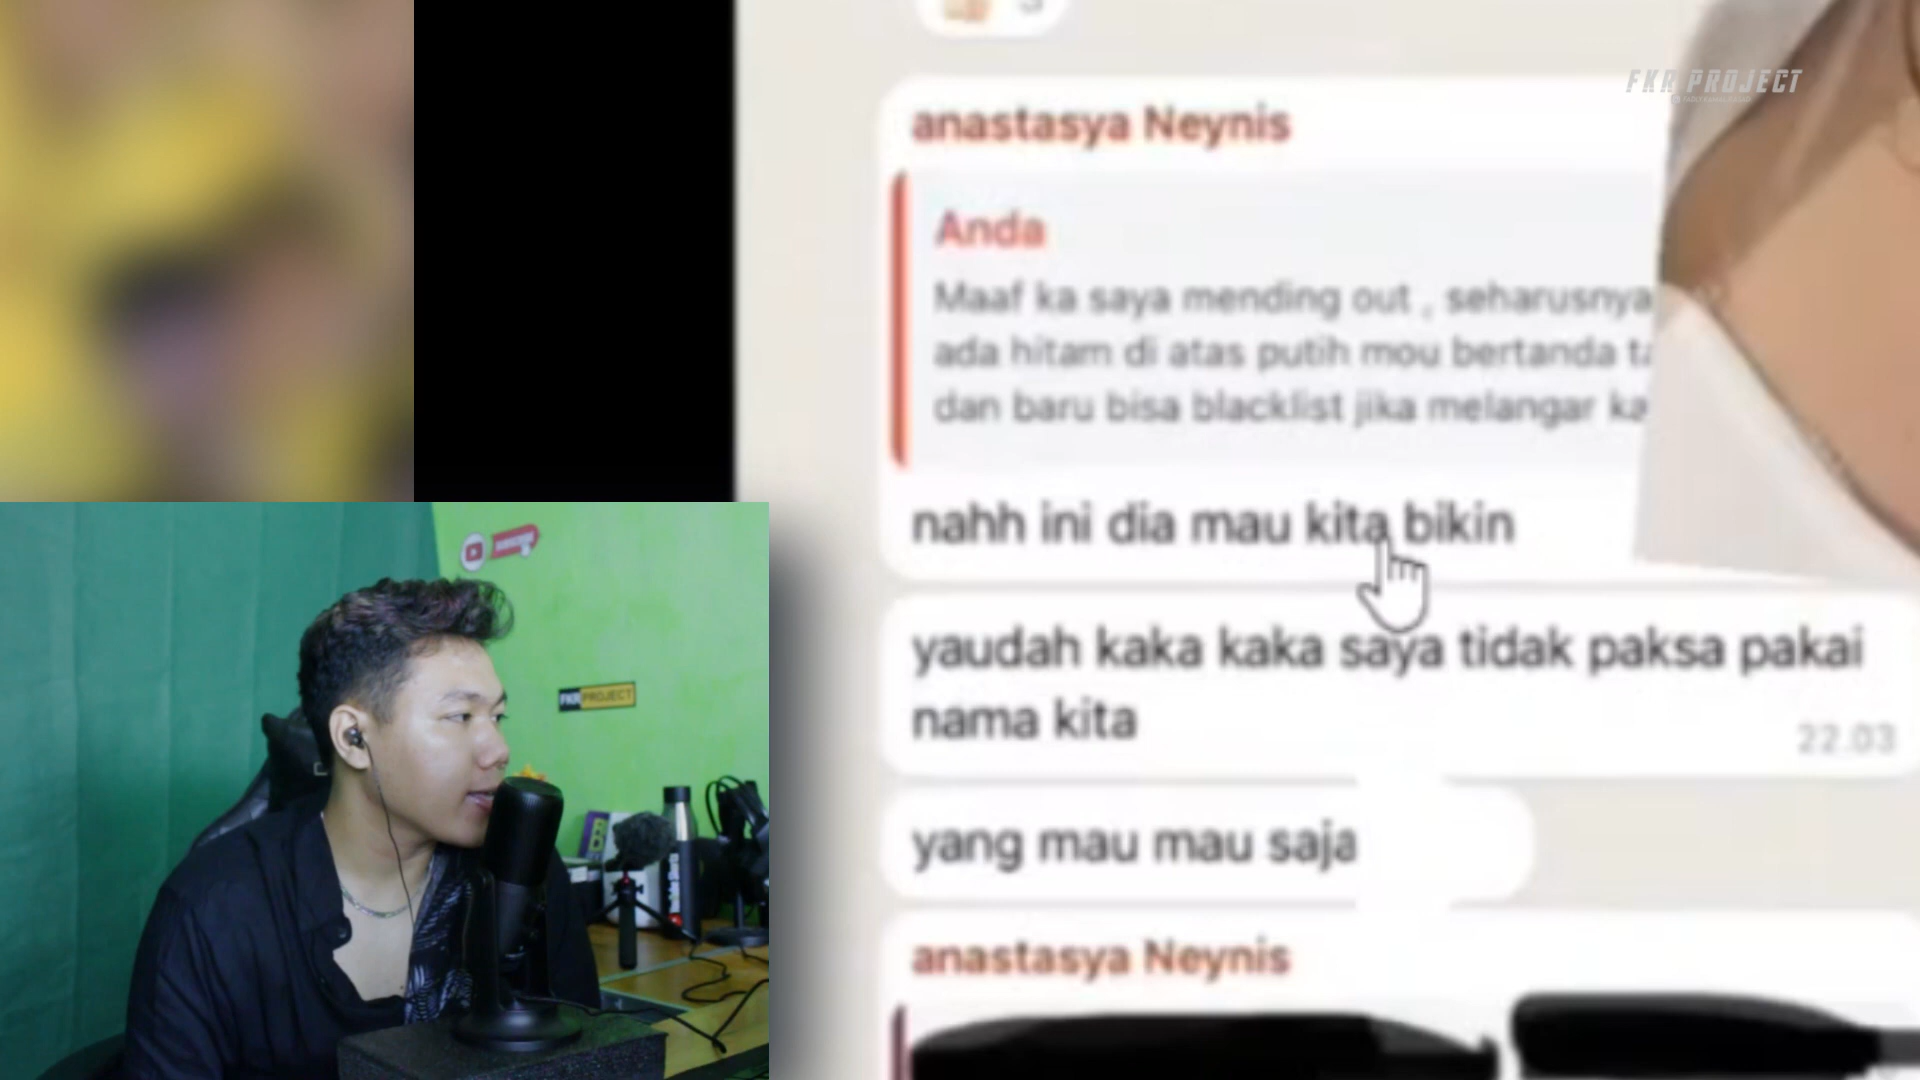 FKR PROJECT
anastasya Neynis
Anda
Maaf ka saya mending out , seharusnya
ada hitam di atas putih mou bertanda
dan baru bisa blacklist jika melangar
nahh ini dia mau kita bikin
yaudah kaka kaka saya tidak paksa pakai
nama kita
22.03
yang mau mau saja
anastasya Neynis
FKR PROJECT